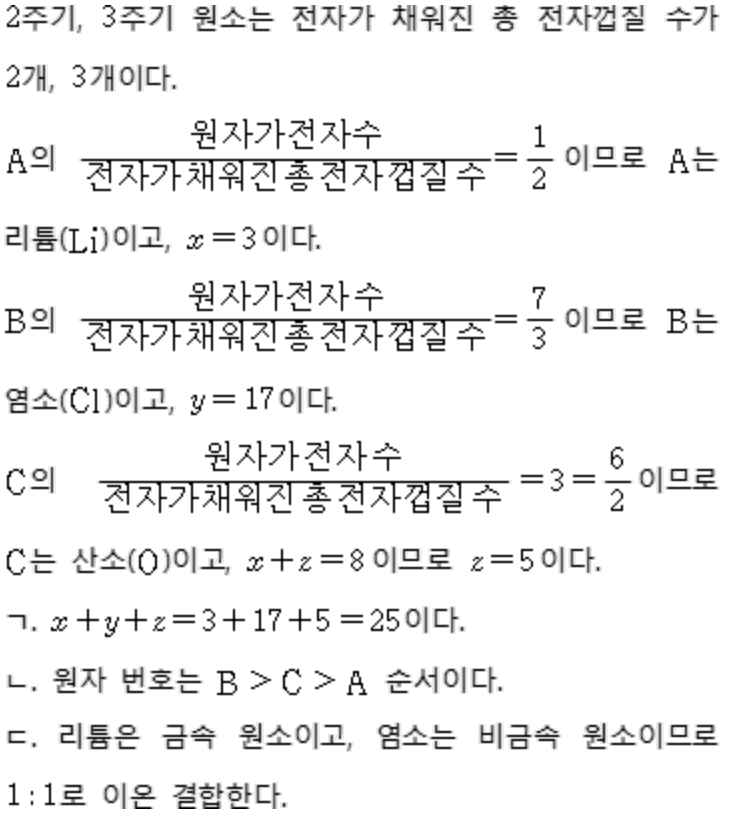 2주기, 3주기 원소는 전자가 채워진 총 전자껍질 수가
2개, 3개이다.
A의 원자가전자수/전자가채워진총전자껍질수 = 1/2 이므로 A는
리튬(Li)이고, x=3이다.
B의 원자가전자수/전자가채워진총전자껍질수 = 7/3 이므로 B는
염소(Cl)이고, y=17이다.
C의 원자가전자수/전자가채워진총전자껍질수 =3= 6/2 이므로
C는 산소(O)이고, x+z=8이므로 z=5이다.
ㄱ. x+y+z=3+17+5=25이다.
ㄴ. 원자 번호는 B>C>A 순서이다.
ㄷ. 리튬은 금속 원소이고, 염소는 비금속 원소이므로
1:1로 이온 결합한다.